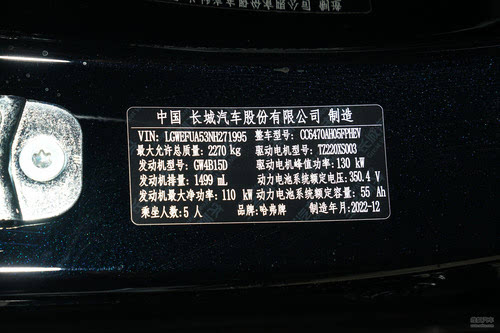 中国 长城汽车股份有限公司 制造
VIN: LGWEFUA53NH271995 整车型号: CC6470AH05FPHEV
最大允许总质量: 2270 kg 驱动电机型号: TZ220XS003
发动机型号: GW4B15D 驱动电机峰值功率: 130 kW
发动机排量: 1499 mL 动力电池系统额定电压: 350.4 V
发动机最大净功率: 110 kW 动力电池系统额定容量: 55 Ah
乘坐人数: 5 人 品牌: 哈弗牌 制造年月: 2022-12